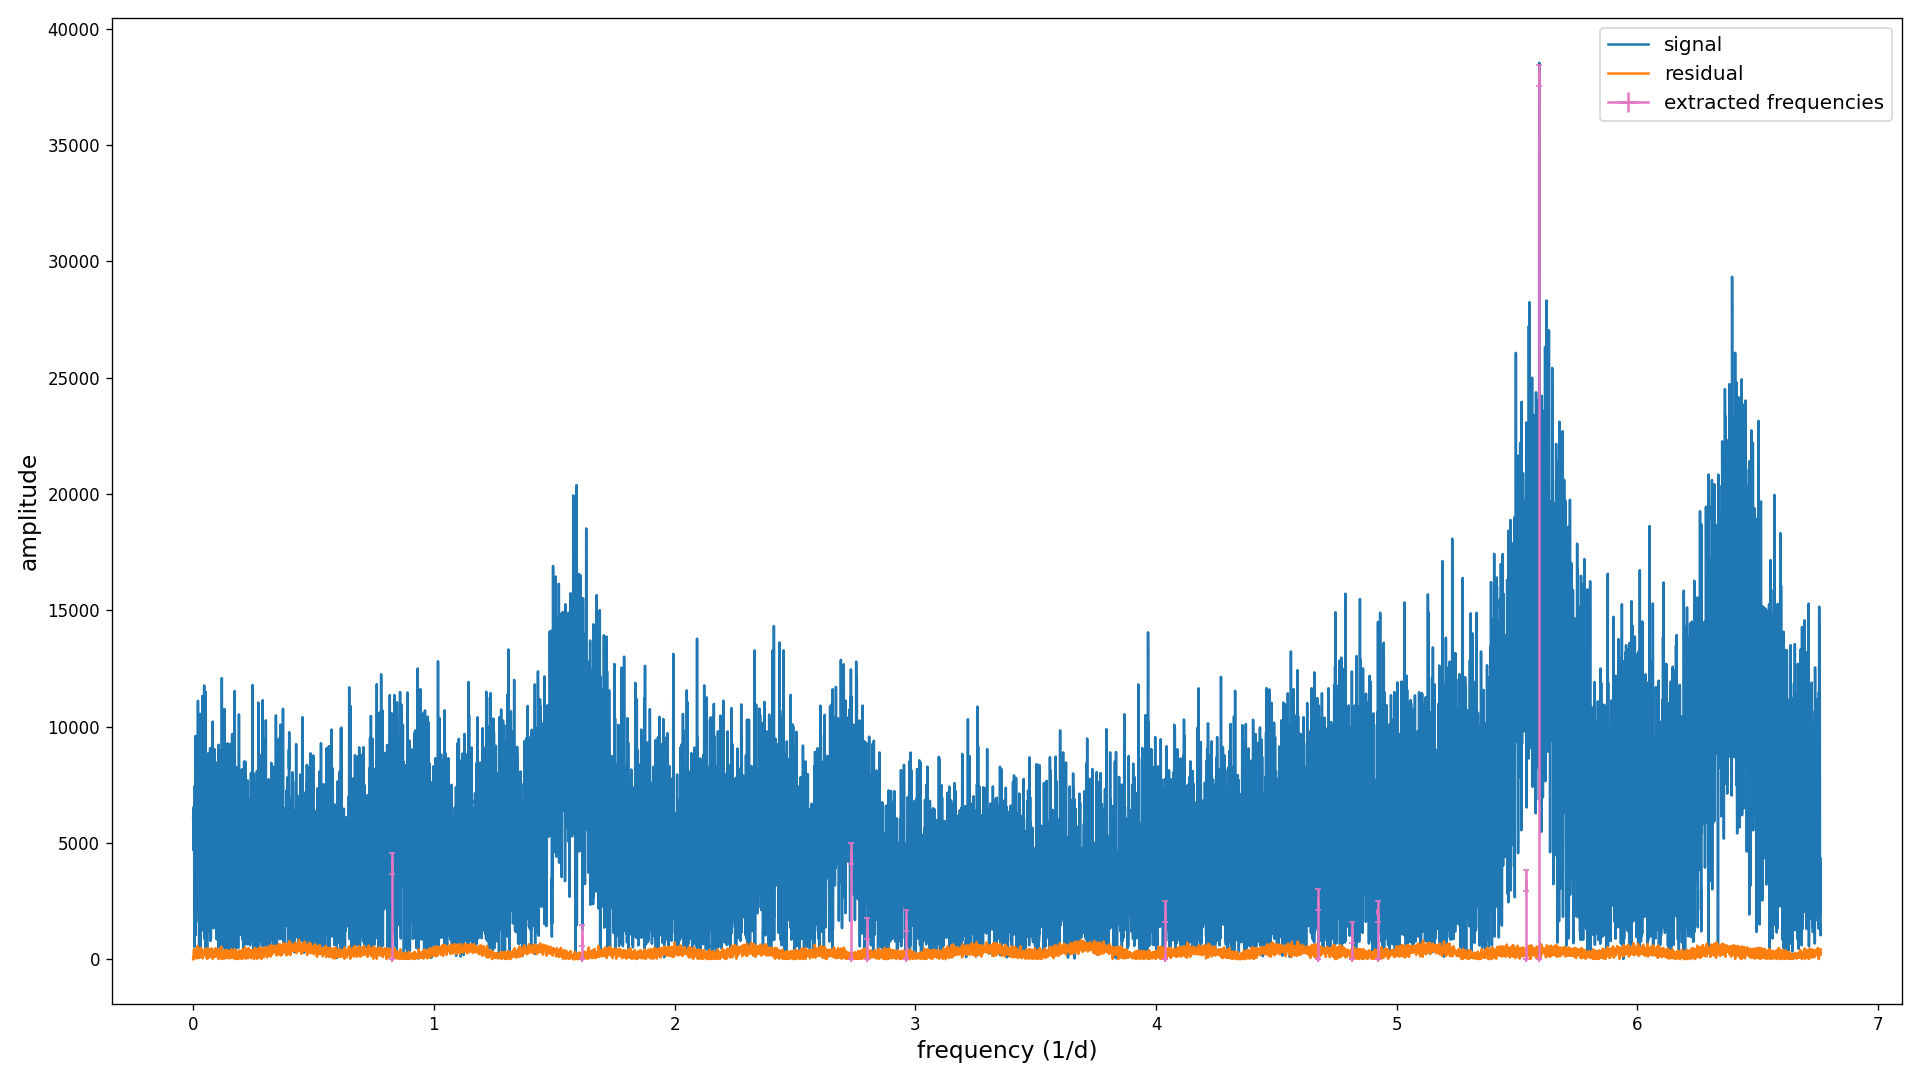 40000
35000
30000
25000
20000
15000
10000
5000
0
amplitude
0 1 2 3 4 5 6 7
frequency (1/d)
signal
residual
extracted frequencies